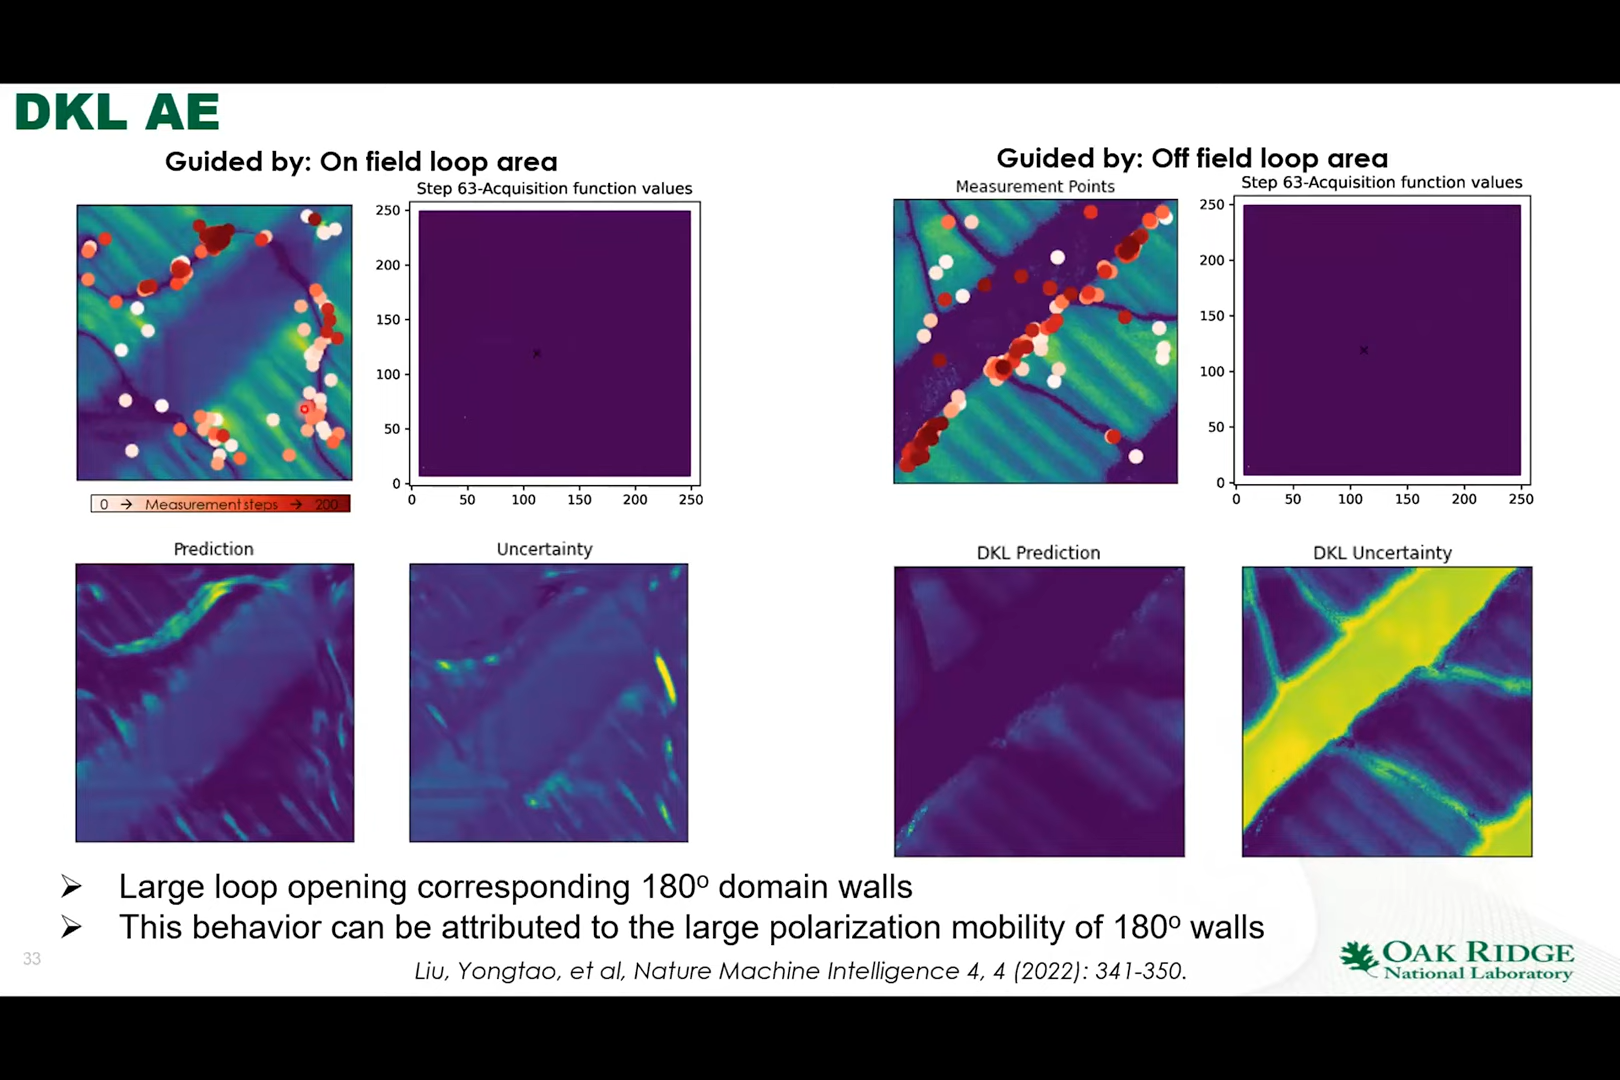 DKL AE
Guided by: On field loop area
Guided by: Off field loop area
Step 63-Acquisition function values
Measurement Points
Step 63-Acquisition function values
250
200
150
100
50
0
0 50 100 150 200 250
250
200
150
100
50
0
0 50 100 150 200 250
0 → Measurement steps → 200
Prediction
Uncertainty
DKL Prediction
DKL Uncertainty
➢ Large loop opening corresponding 180º domain walls
➢ This behavior can be attributed to the large polarization mobility of 180º walls
33
Liu, Yongtao, et al, Nature Machine Intelligence 4, 4 (2022): 341-350.
OAK RIDGE
National Laboratory